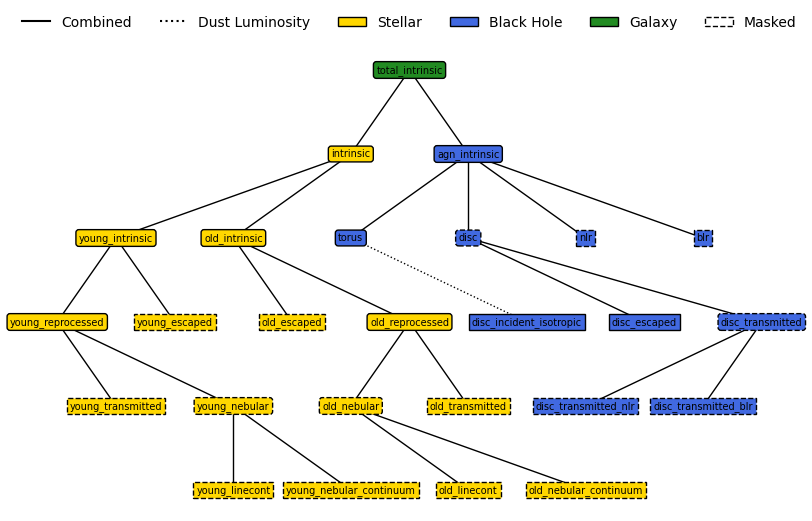 Combined Dust Luminosity Stellar Black Hole Galaxy Masked
total_intrinsic
intrinsic agn_intrinsic
young_intrinsic old_intrinsic torus disc nlr blr
young_reprocessed young_escaped old_escaped old_reprocessed disc_incident_isotropic disc_escaped disc_transmitted
young_transmitted young_nebular old_nebular old_transmitted disc_transmitted_nlr disc_transmitted_blr
young_linecont young_nebular_continuum old_linecont old_nebular_continuum